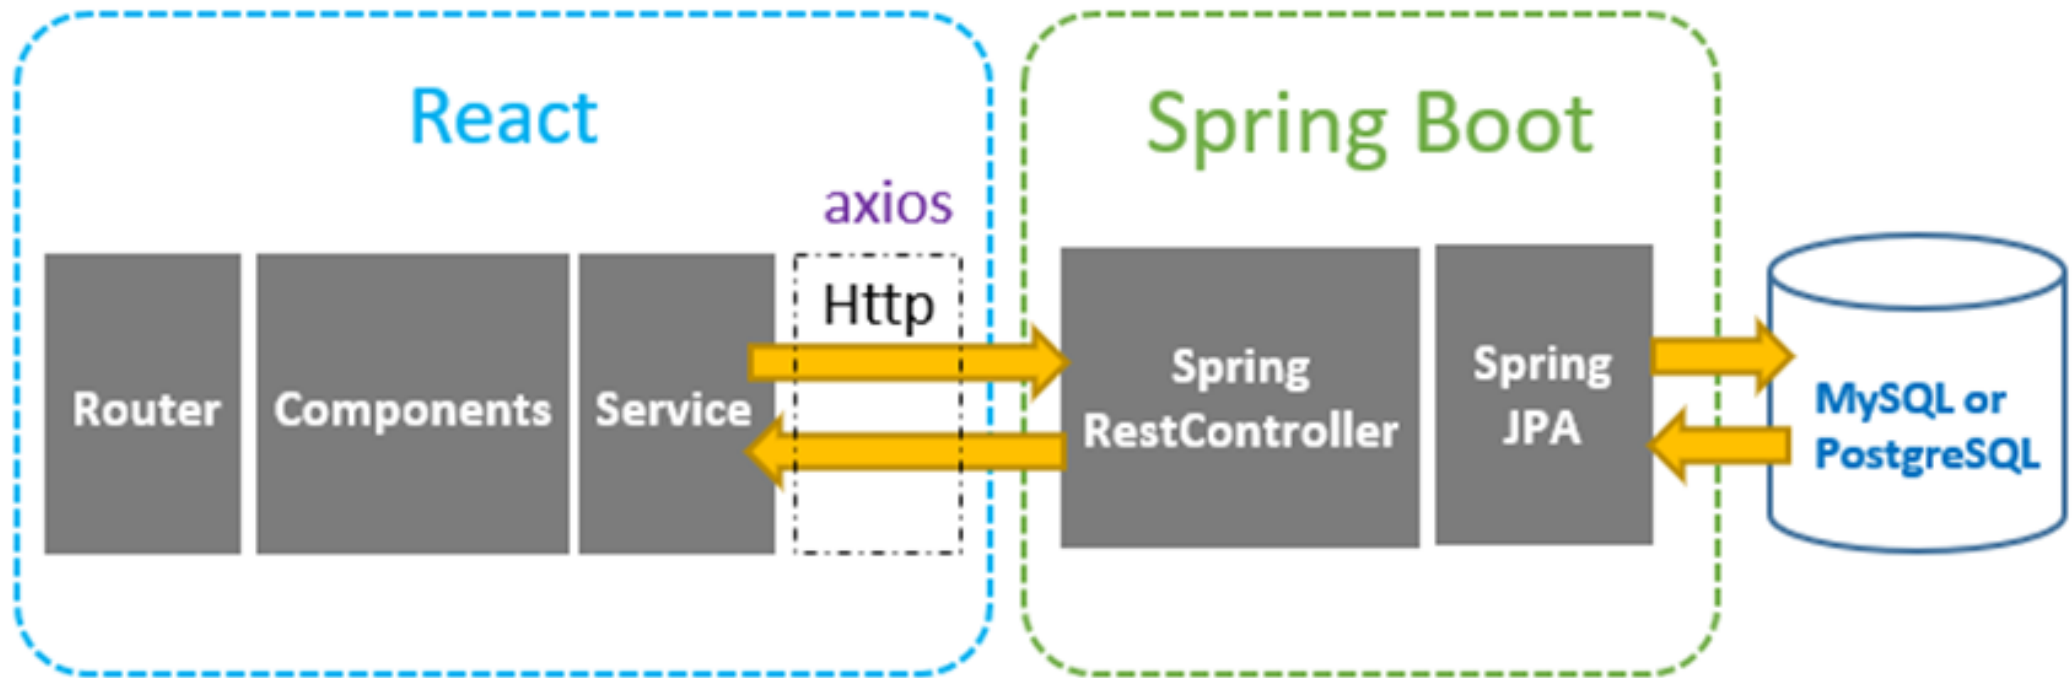 React
Spring Boot
axios
Http
Router
Components
Service
Spring
RestController
Spring
JPA
MySQL or
PostgreSQL